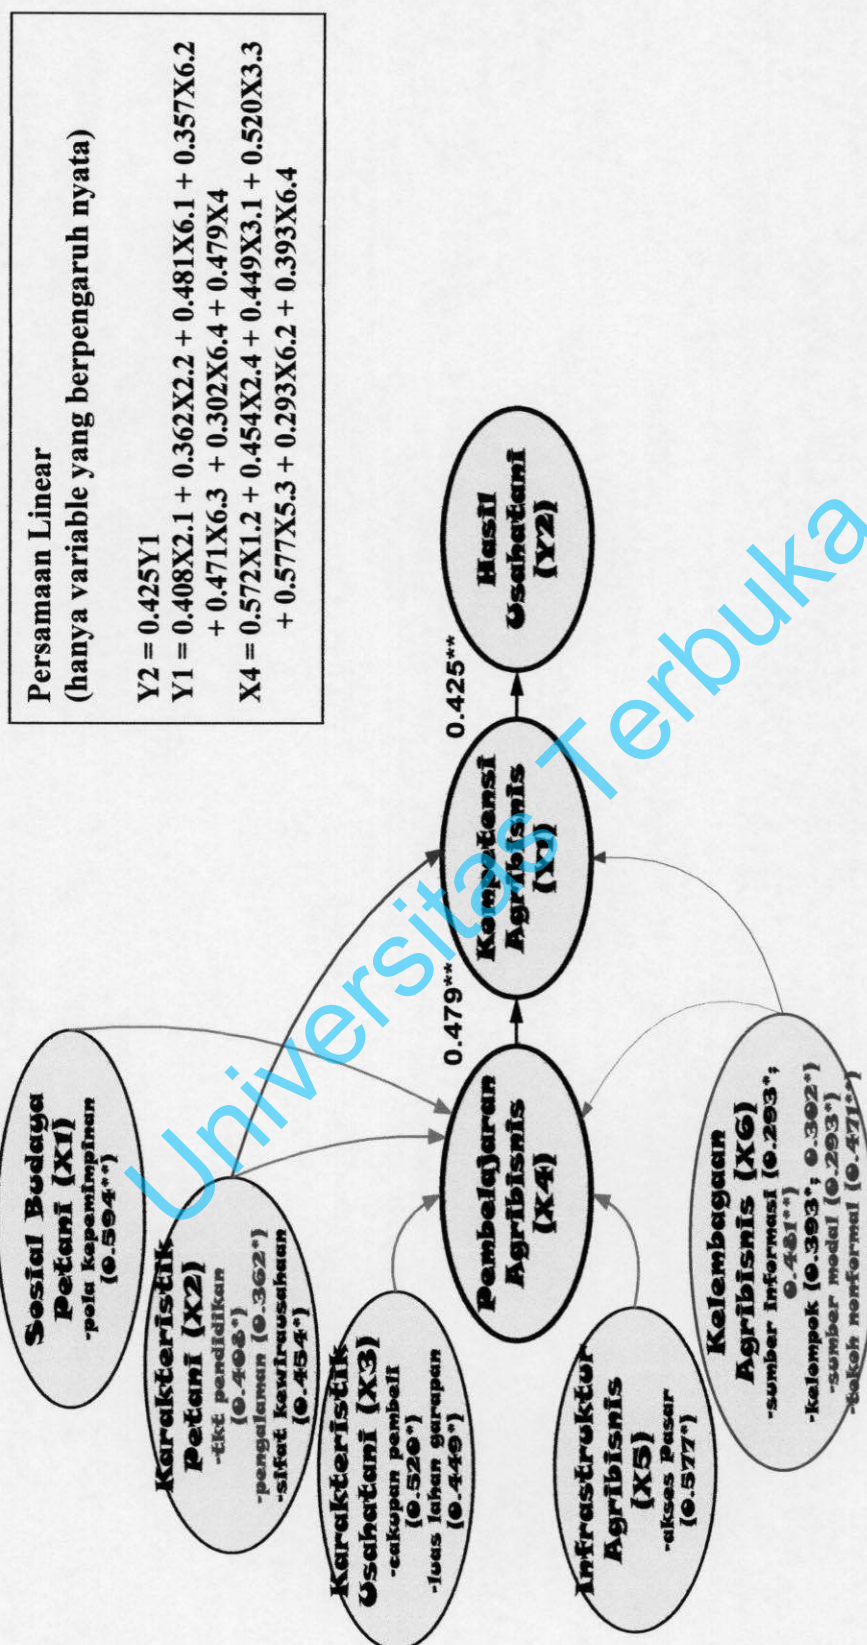 Persamaan Linear
(hanya variable yang berpengaruh nyata)
Y2 = 0.425Y1
Y1 = 0.408X2.1 + 0.362X2.2 + 0.481X6.1 + 0.357X6.2
+ 0.471X6.3 + 0.302X6.4 + 0.479X4
X4 = 0.572X1.2 + 0.454X2.4 + 0.449X3.1 + 0.520X3.3
+ 0.577X5.3 + 0.293X6.2 + 0.393X6.4
Sosial Budaya
Petani (X1)
-pola kepemimpinan
(0.594**)
Karakteristik
Petani (X2)
-tkt pendidikan
(0.408*)
-pengalaman (0.362*)
-sifat kewirausahaan
(0.454*)
Karakteristik
Usahatani (X3)
-cakupan pembeli
(0.520*)
-luas lahan garapan
(0.449*)
Infrastruktur
Agribisnis
(X5)
-akses Pasar
(0.577*)
Kelembagaan
Agribisnis (X6)
-sumber informasi (0.293*;
0.481**)
-kelompok (0.393*; 0.302*)
-sumber modal (0.293*)
-tokoh nonformal (0.471**)
Pembelajaran
Agribisnis
(X4)
0.479**
Kompetensi
Agribisnis
0.425**
Hasil
Usahatani
(Y2)
Universitas Terbuka